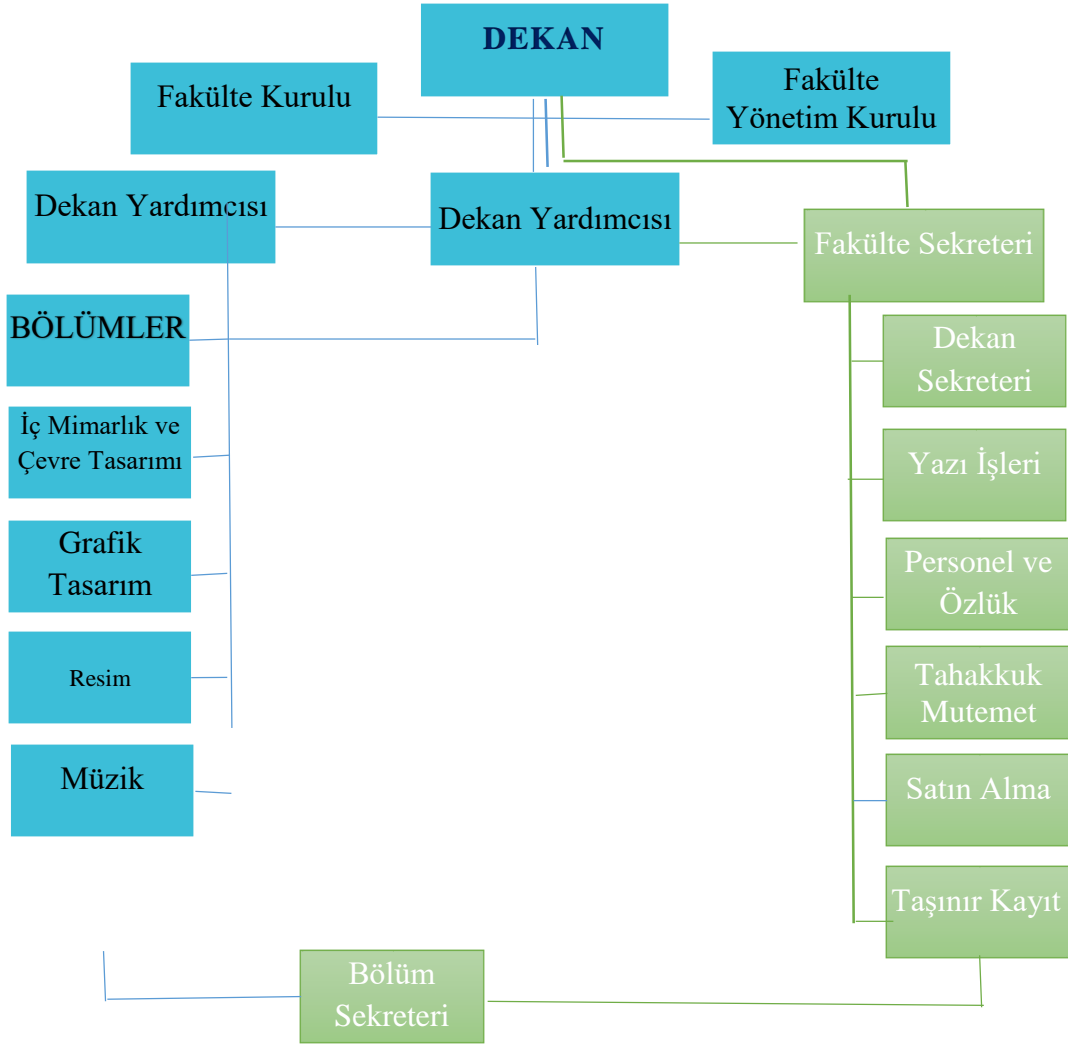 DEKAN
Fakülte Kurulu
Fakülte
Yönetim Kurulu
Dekan Yardımcısı
Dekan Yardımcısı
Fakülte Sekreteri
BÖLÜMLER
İç Mimarlık ve
Çevre Tasarımı
Grafik
Tasarım
Resim
Müzik
Dekan
Sekreteri
Yazı İşleri
Personel ve
Özlük
Tahakkuk
Mutemet
Satın Alma
Taşınır Kayıt
Bölüm
Sekreteri